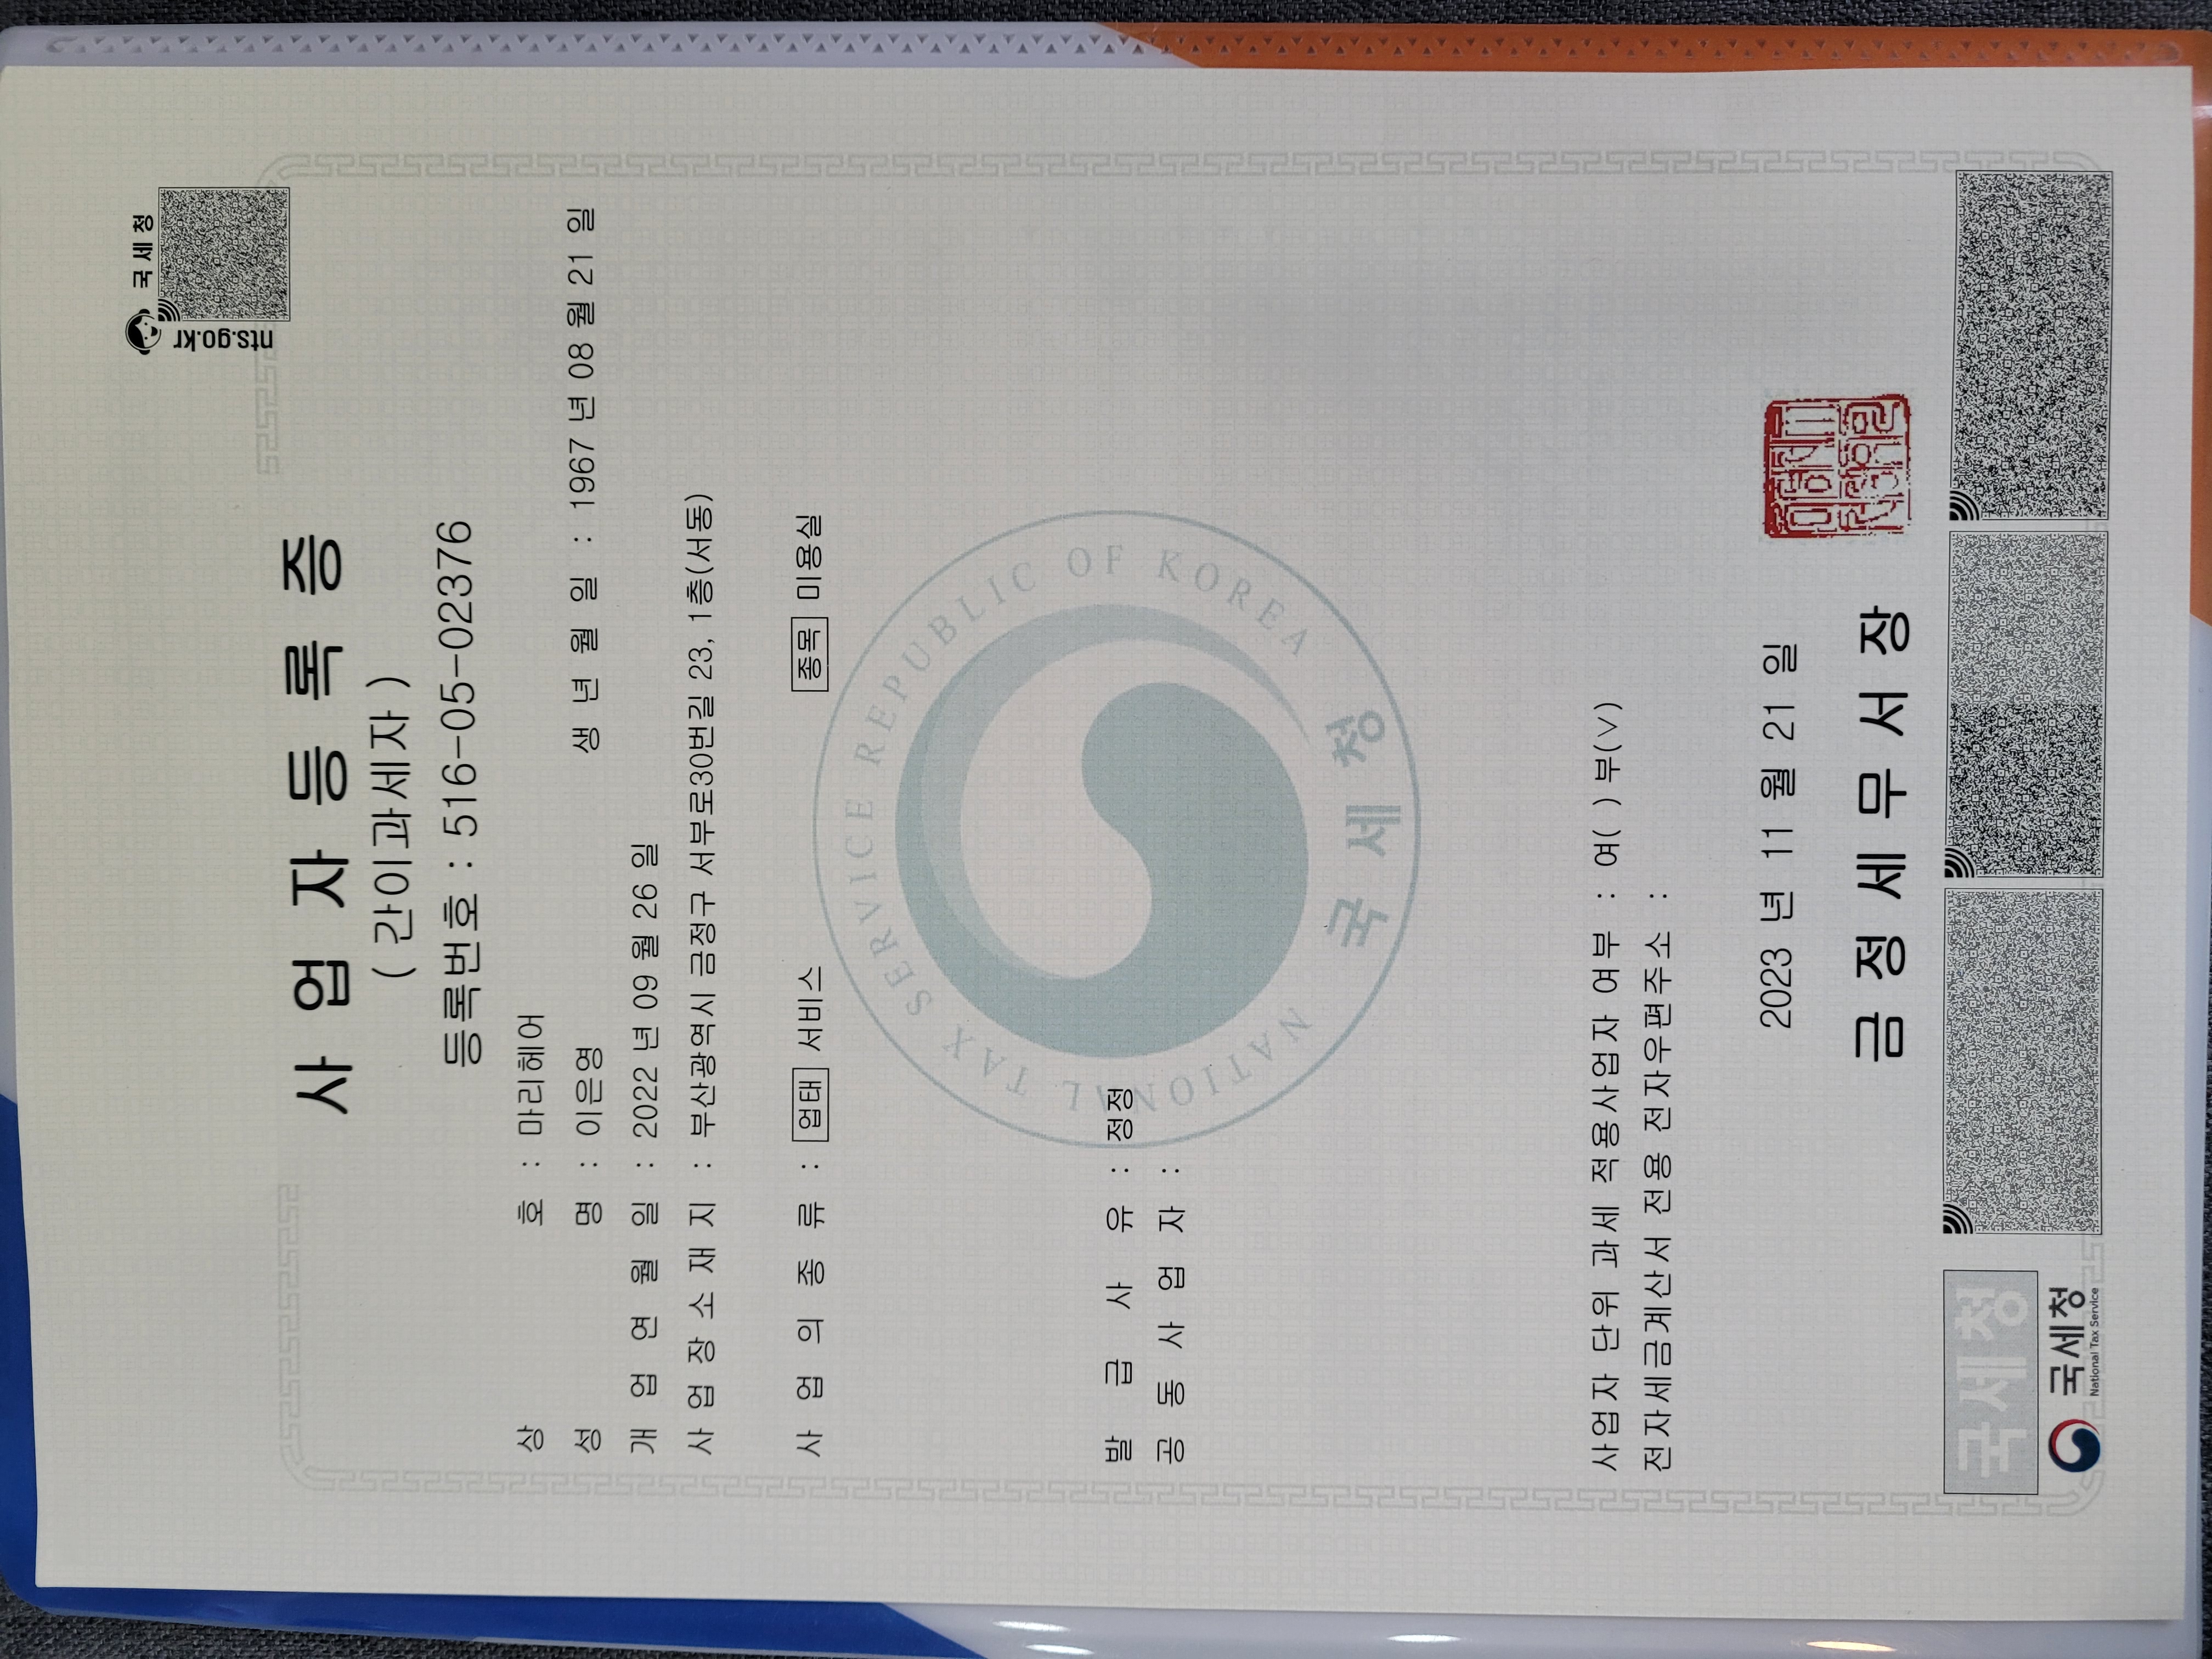 국세청
nts.go.kr
사업자등록증
( 간이과세자 )
등록번호 : 516-05-02376
상 호 : 마리헤어
성 명 : 이은영 생 년 월 일 : 1967 년 08 월 21 일
개 업 연 월 일 : 2022 년 09 월 26 일
사 업 장 소 재 지 : 부산광역시 금정구 서부로30번길 23, 1층(서동)
사 업 의 종 류 : 업태 서비스 종목 미용실
NATIONAL TAX SERVICE REPUBLIC OF KOREA
국세청
발 급 사 유 : 정정
공 동 사 업 자 :
사업자 단위 과세 적용사업자 여부 : 여( ) 부(∨)
전자세금계산서 전용 전자우편주소 :
2023 년 11 월 21 일
금 정 세 무 서 장
국세청
국세청
National Tax Service